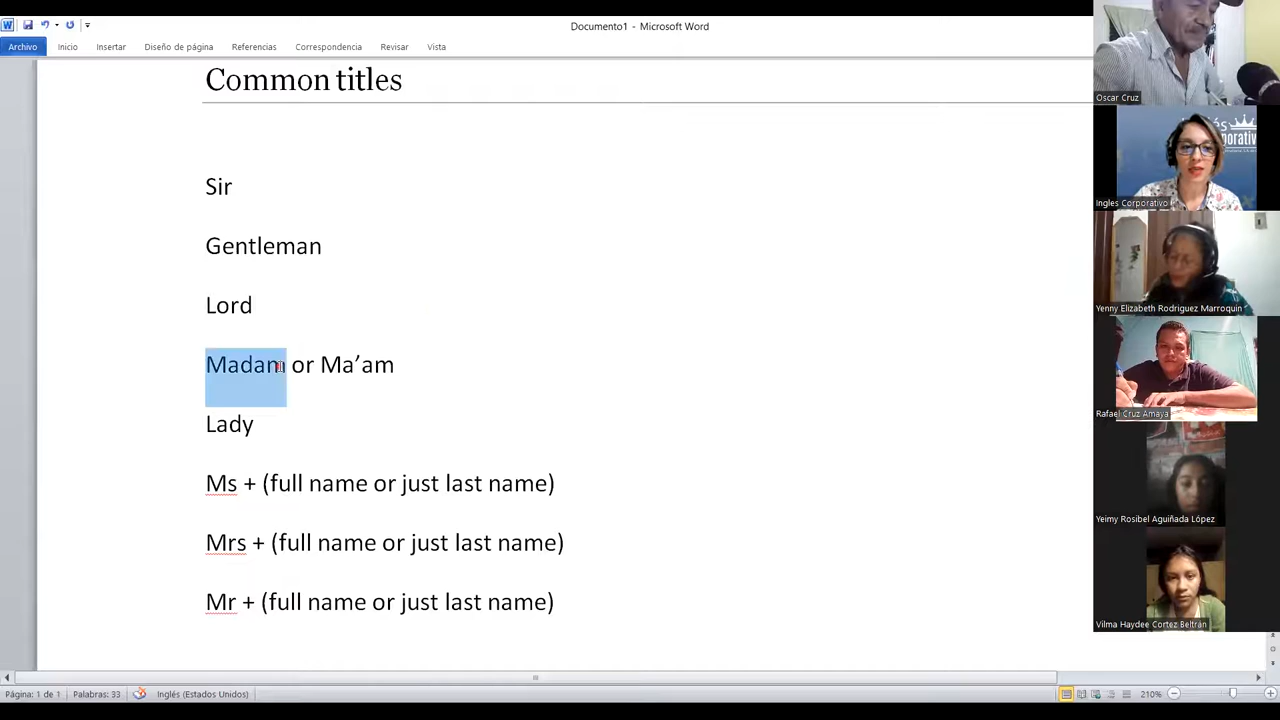 Documento1 - Microsoft Word
Archivo Inicio Insertar Diseño de página Referencias Correspondencia Revisar Vista
Common titles
Sir
Gentleman
Lord
Madam or Ma’am
Lady
Ms + (full name or just last name)
Mrs + (full name or just last name)
Mr + (full name or just last name)
Oscar Cruz
Ingles Corporativo
Yenny Elizabeth Rodriguez Marroquin
Rafael Cruz Amaya
Yeimy Rosibel Aguiñada López
Vilma Haydee Cortez Beltrán
Página: 1 de 1 Palabras: 33 Inglés (Estados Unidos) 210%